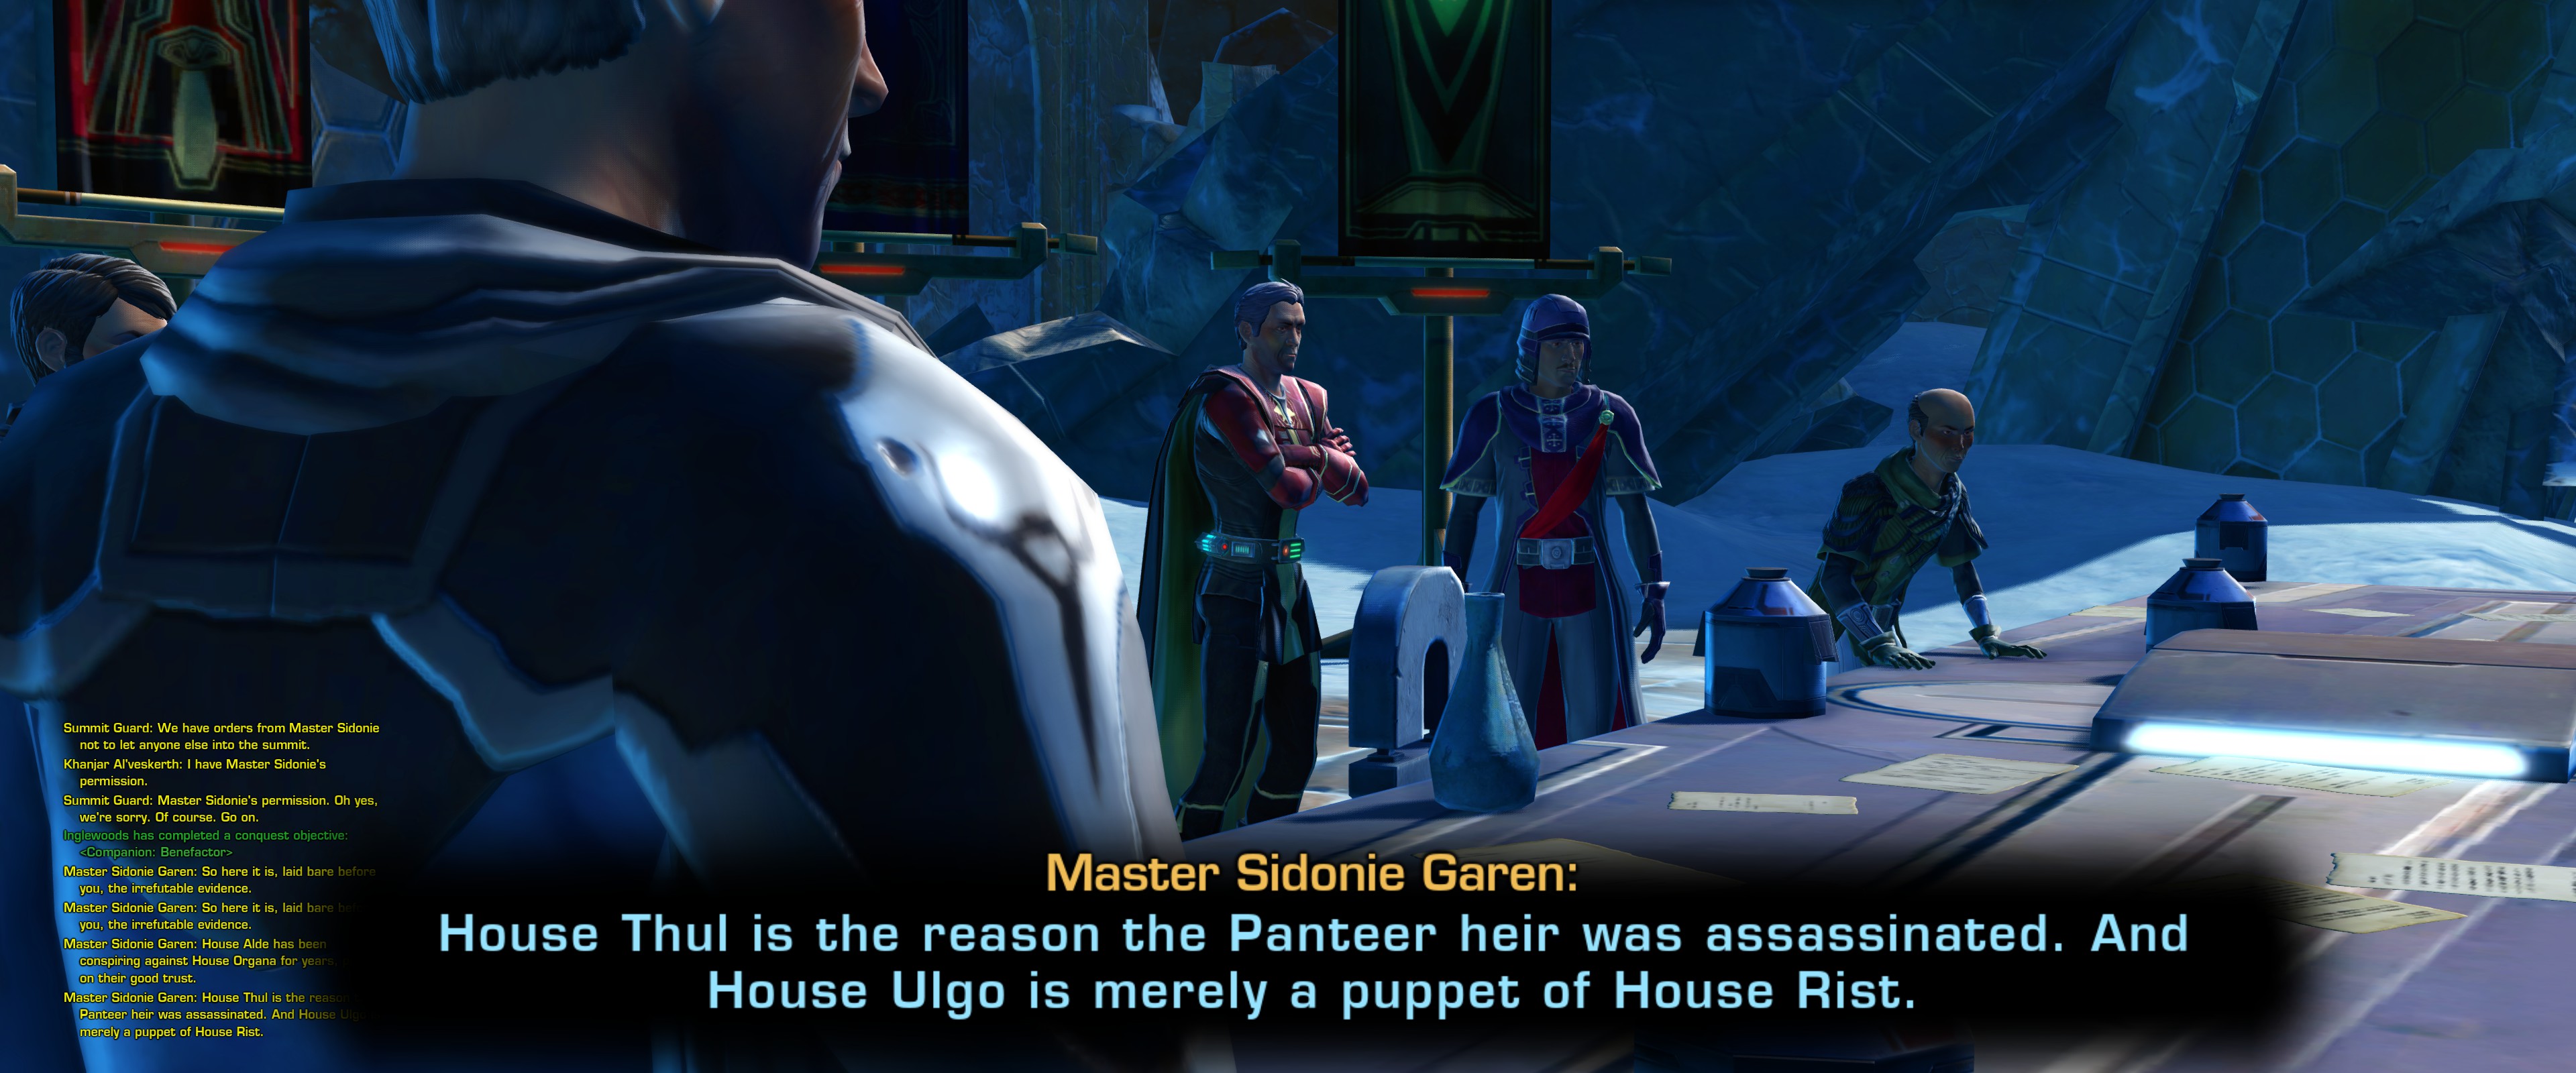 Summit Guard: We have orders from Master Sidonie
not to let anyone else into the summit.
Khanjar Al'veskerth: I have Master Sidonie's
permission.
Summit Guard: Master Sidonie's permission. Oh yes,
we're sorry. Of course. Go on.
Inglewoods has completed a conquest objective:
<Companion: Benefactor>
Master Sidonie Garen: So here it is, laid bare before
you, the irrefutable evidence.
Master Sidonie Garen: So here it is, laid bare before
you, the irrefutable evidence.
Master Sidonie Garen: House Alde has been
conspiring against House Organa for years,
on their good trust.
Master Sidonie Garen: House Thul is the reason
Panteer heir was assassinated. And House Ulgo
merely a puppet of House Rist.
Master Sidonie Garen:
House Thul is the reason the Panteer heir was assassinated. And
House Ulgo is merely a puppet of House Rist.